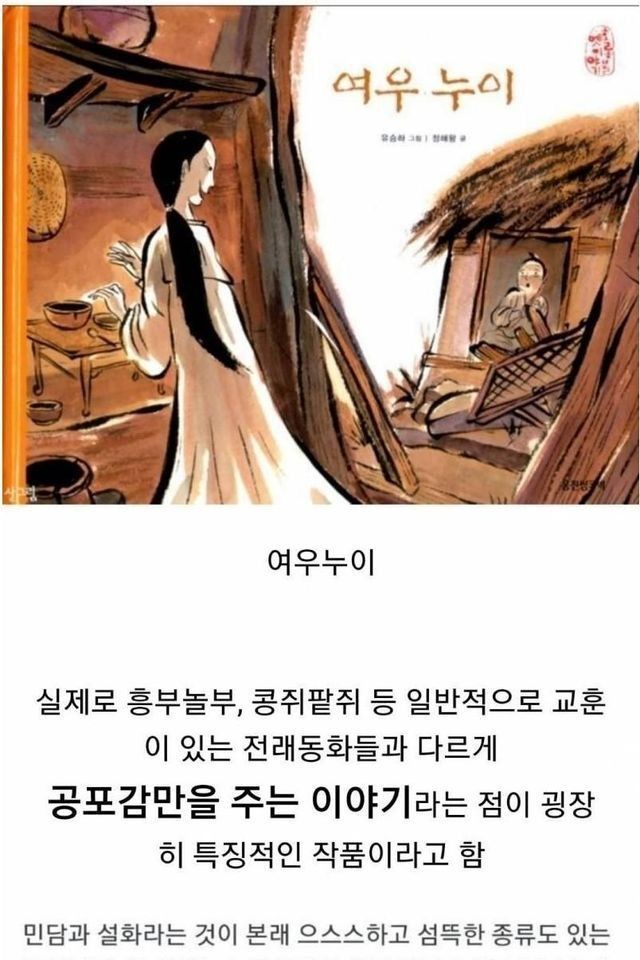 여우 누이
유승하 그림 | 정해왕 글
여우누이
실제로 흥부놀부, 콩쥐팥쥐 등 일반적으로 교훈
이 있는 전래동화들과 다르게
공포감만을 주는 이야기라는 점이 굉장
히 특징적인 작품이라고 함
민담과 설화라는 것이 본래 으스스하고 섬뜩한 종류도 있는